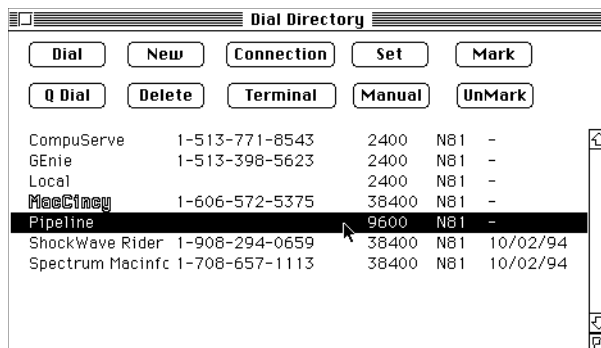 Dial Directory
Dial New Connection Set Mark
Q Dial Delete Terminal Manual UnMark
CompuServe 1-513-771-8543 2400 N81 -
GEnie 1-513-398-5623 2400 N81 -
Local 2400 N81 -
MacCincy 1-606-572-5375 38400 N81 -
Pipeline 9600 N81 -
ShockWave Rider 1-908-294-0659 38400 N81 10/02/94
Spectrum Macinfc 1-708-657-1113 38400 N81 10/02/94